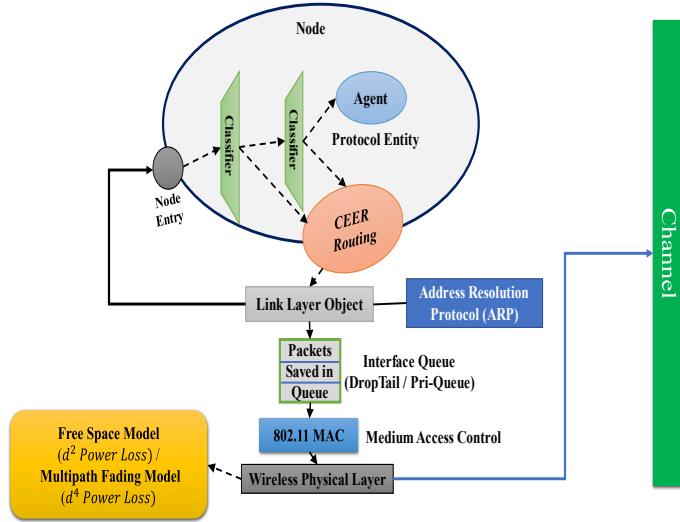 Node
Agent
Protocol Entity
Classifier
Classifier
Node
Entry
CEER
Routing
Link Layer Object
Address Resolution
Protocol (ARP)
Packets
Saved in
Queue
Interface Queue
(DropTail / Pri-Queue)
802.11 MAC
Medium Access Control
Free Space Model
(d² Power Loss) /
Multipath Fading Model
(d⁴ Power Loss)
Wireless Physical Layer
Channel